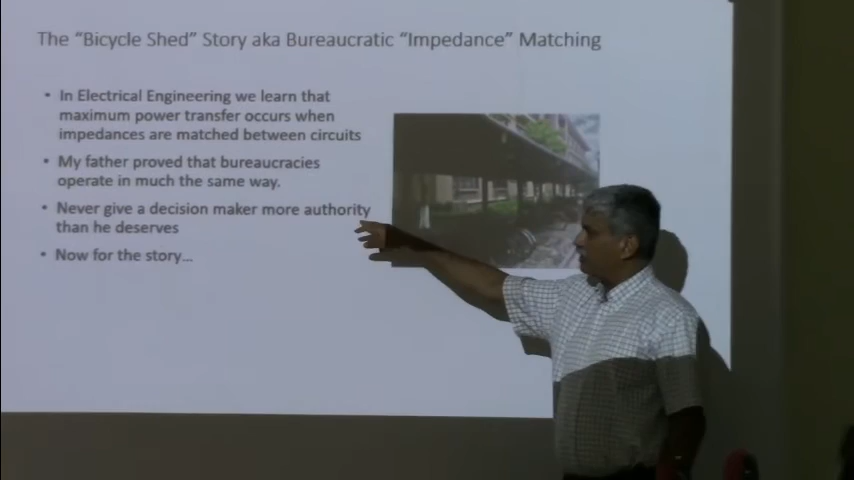 The "Bicycle Shed" Story aka Bureaucratic "Impedance" Matching
• In Electrical Engineering we learn that
maximum power transfer occurs when
impedances are matched between circuits
• My father proved that bureaucracies
operate in much the same way.
• Never give a decision maker more authority
than he deserves
• Now for the story...